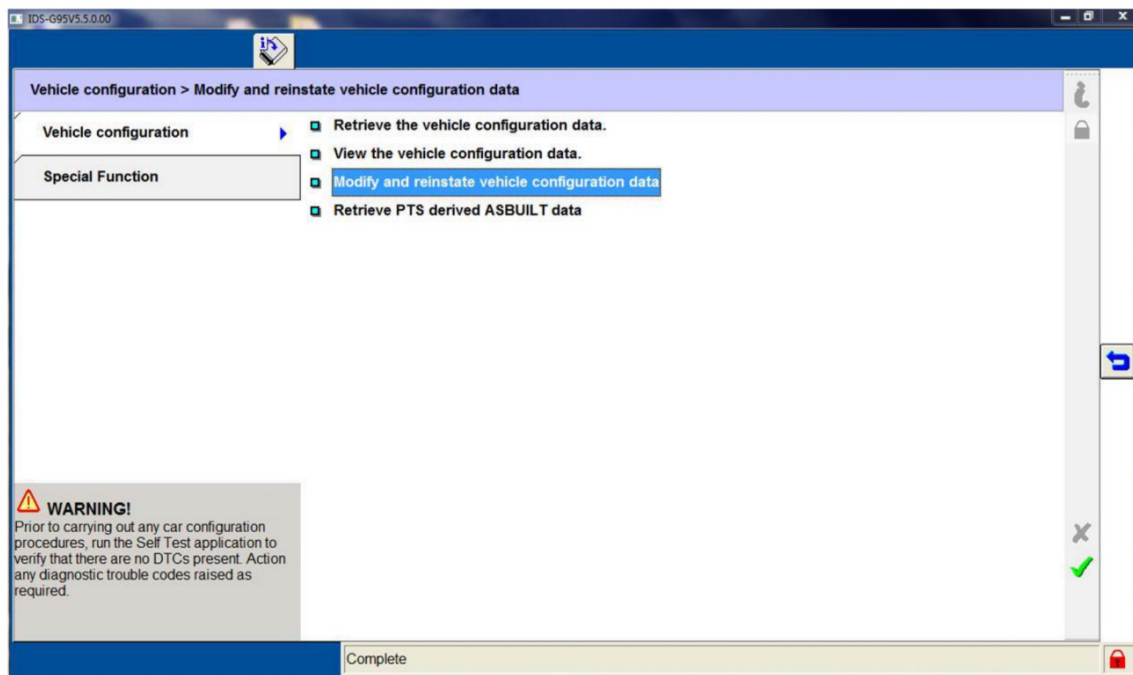 IDS-G95V5.5.0.00
Vehicle configuration > Modify and reinstate vehicle configuration data
Vehicle configuration
Special Function
Retrieve the vehicle configuration data.
View the vehicle configuration data.
Modify and reinstate vehicle configuration data
Retrieve PTS derived ASBUILT data
WARNING!
Prior to carrying out any car configuration
procedures, run the Self Test application to
verify that there are no DTCs present. Action
any diagnostic trouble codes raised as
required.
Complete